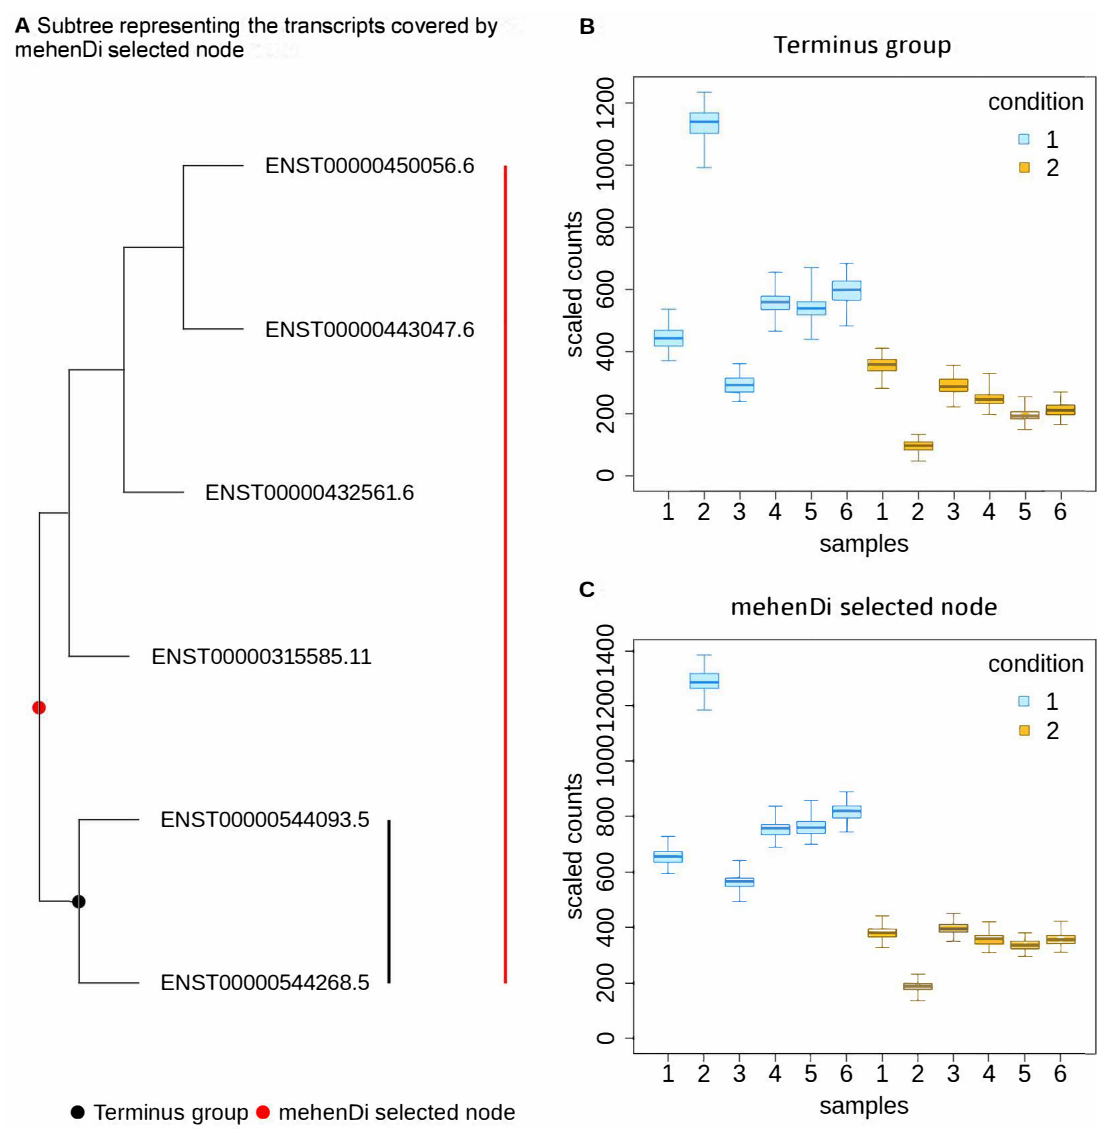 A Subtree representing the transcripts covered by
mehenDi selected node
ENST00000450056.6
ENST00000443047.6
ENST00000432561.6
ENST00000315585.11
ENST00000544093.5
ENST00000544268.5
Terminus group
mehenDi selected node
B
Terminus group
condition
1
2
scaled counts
0 200 400 600 800 1000 1200
1 2 3 4 5 6 1 2 3 4 5 6
samples
C
mehenDi selected node
condition
1
2
scaled counts
0 200 400 600 800 1000 1200 1400
1 2 3 4 5 6 1 2 3 4 5 6
samples